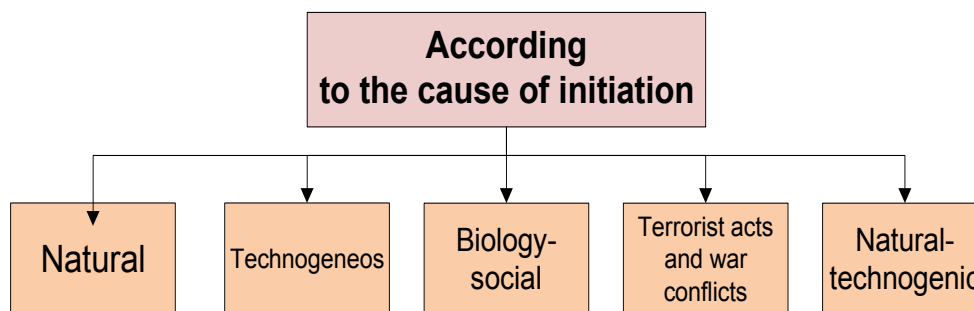 According
to the cause of initiation
Natural
Technogeneos
Biology-
social
Terrorist acts
and war
conflicts
Natural-
technogenic